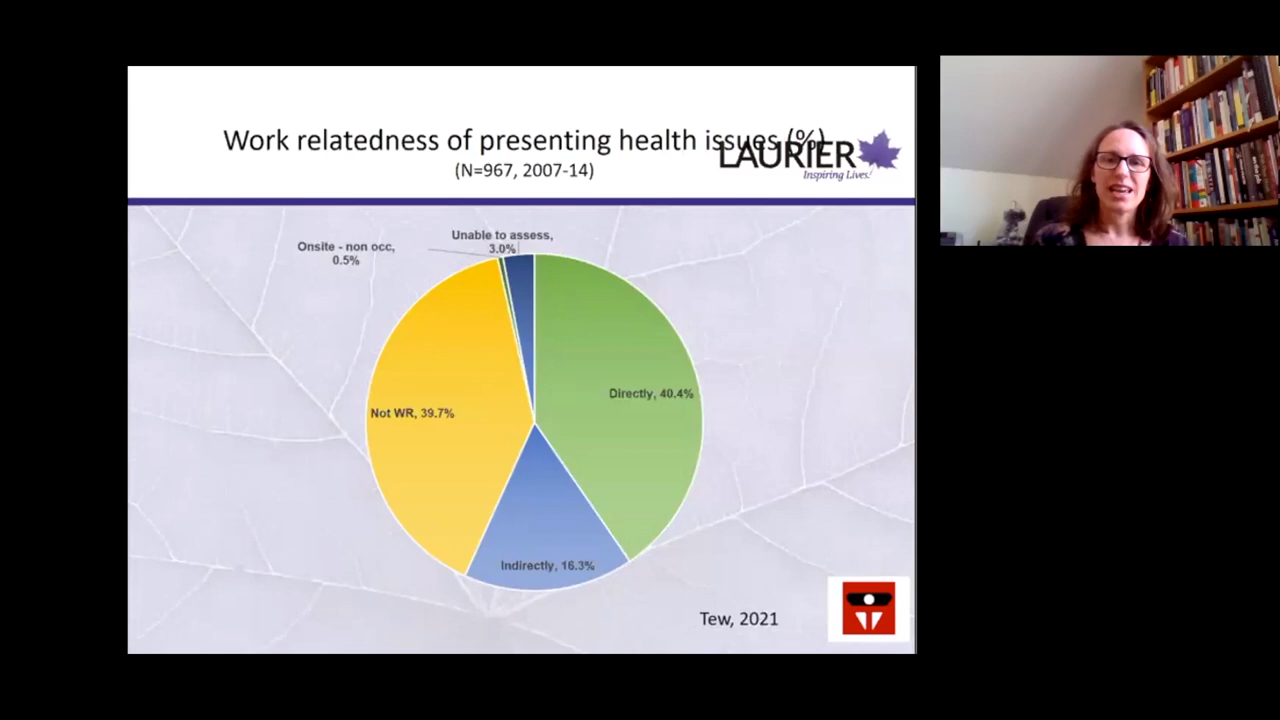 Work relatedness of presenting health issues (%)
(N=967, 2007-14)
LAURIER
Inspiring Lives.
Unable to assess,
3.0%
Onsite - non occ,
0.5%
Directly, 40.4%
Not WR, 39.7%
Indirectly, 16.3%
Tew, 2021